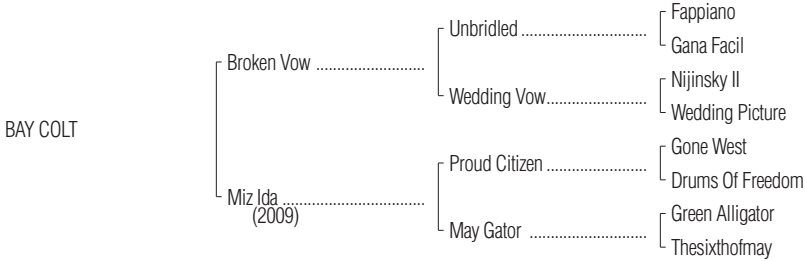 Fappiano
Unbridled
Gana Facil
Broken Vow
Nijinsky II
Wedding Vow
Wedding Picture
BAY COLT
Gone West
Proud Citizen
Drums Of Freedom
Miz Ida
(2009)
Green Alligator
May Gator
Thesixthofmay